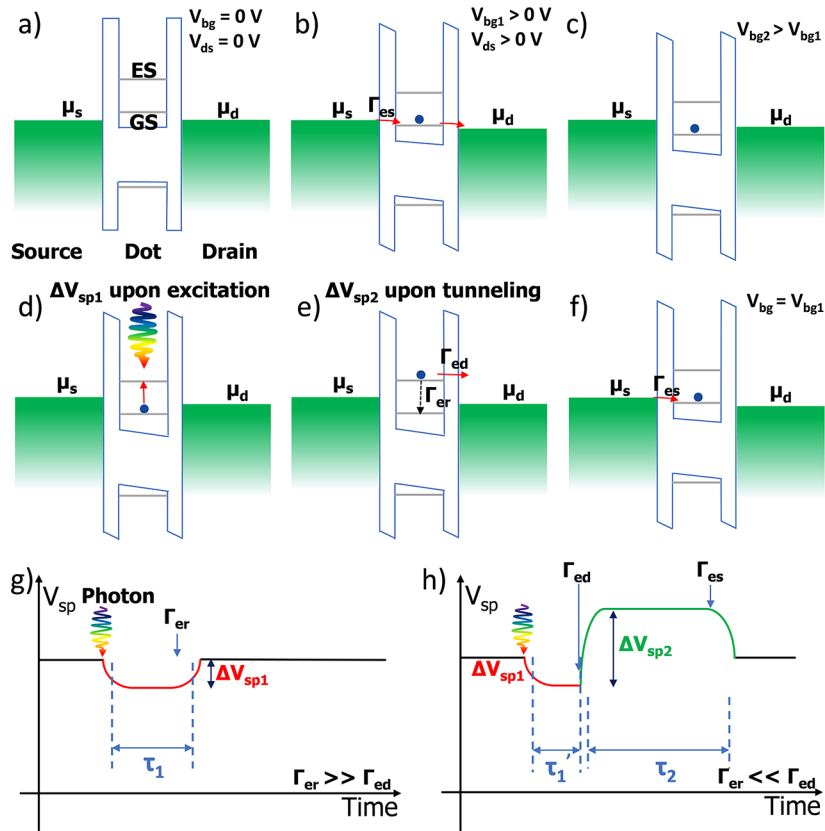 a)
V_bg = 0 V
V_ds = 0 V
ES
GS
μ_s
μ_d
Source Dot Drain
b)
V_bg1 > 0 V
V_ds > 0 V
μ_s
Γ_es
μ_d
c)
V_bg2 > V_bg1
μ_s
μ_d
d)
ΔV_sp1 upon excitation
μ_s
μ_d
e)
ΔV_sp2 upon tunneling
μ_s
Γ_ed
Γ_er
μ_d
f)
V_bg = V_bg1
μ_s
Γ_es
μ_d
g)
V_sp
Photon
Γ_er
ΔV_sp1
τ_1
Γ_er >> Γ_ed
Time
h)
V_sp
Γ_ed
Γ_es
ΔV_sp1
ΔV_sp2
τ_1′
τ_2
Γ_er << Γ_ed
Time